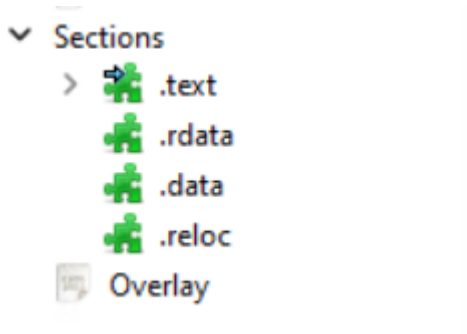 Sections
.text
.rdata
.data
.reloc
Overlay